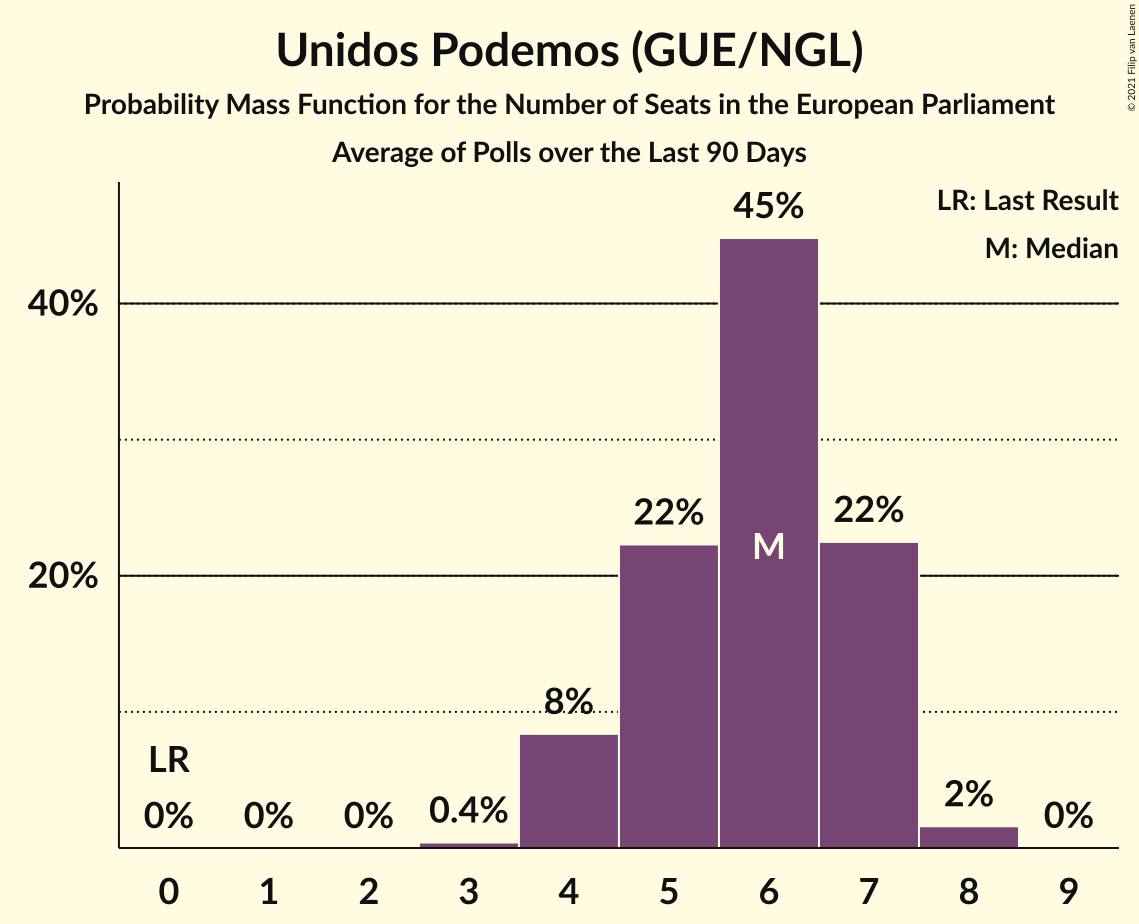 Unidos Podemos (GUE/NGL)
Probability Mass Function for the Number of Seats in the European Parliament
Average of Polls over the Last 90 Days
© 2021 Filip van Laenen
LR: Last Result
M: Median
45%
40%
22%
22%
M
20%
8%
LR
0%
0%
0%
0.4%
2%
0%
0 1 2 3 4 5 6 7 8 9